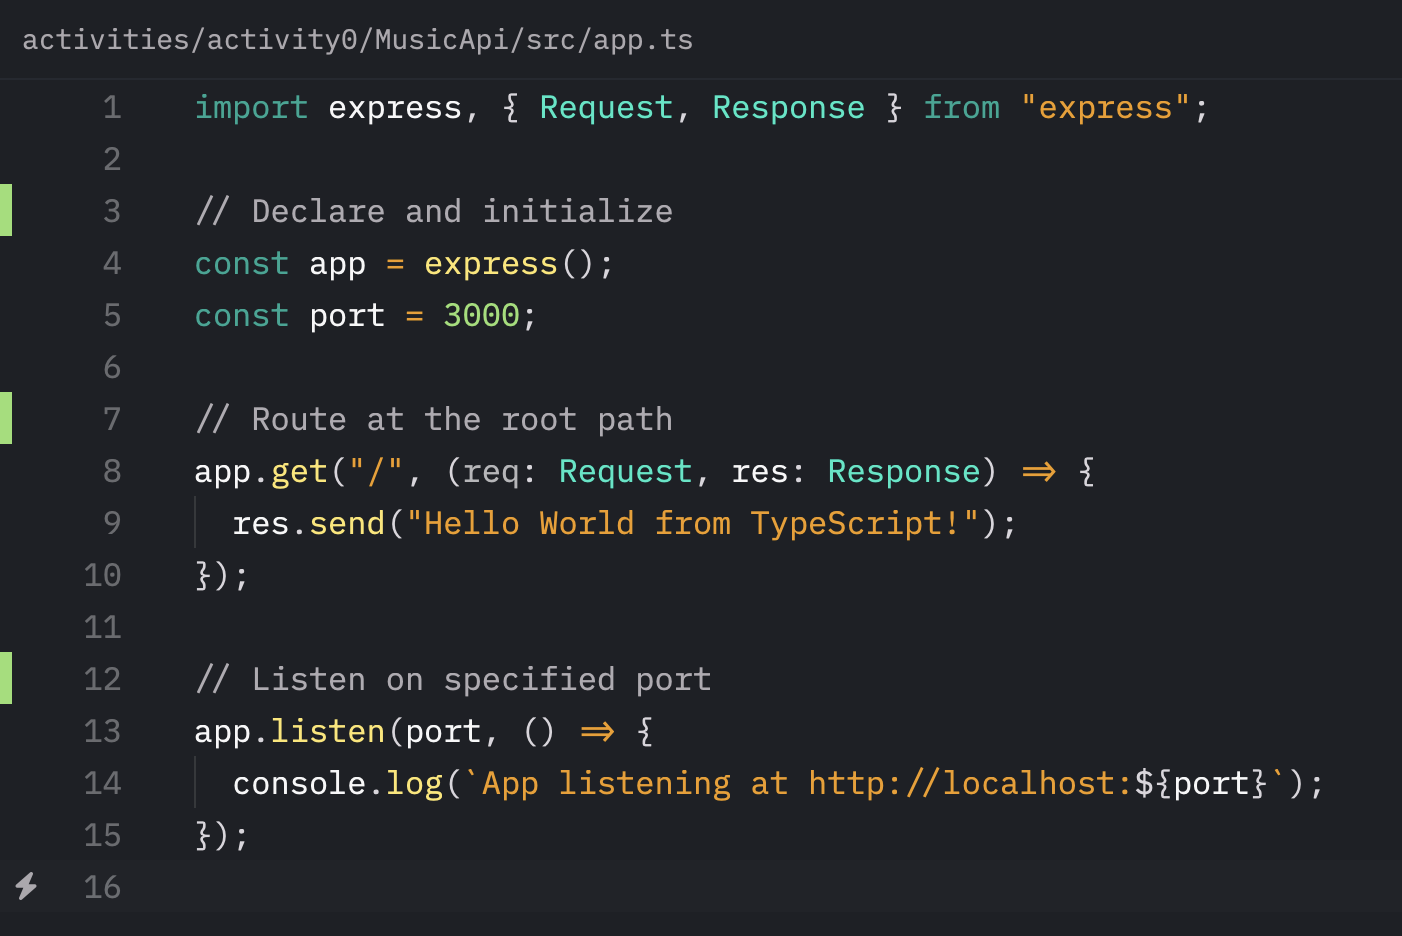 activities/activity0/MusicApi/src/app.ts
1 import express, { Request, Response } from "express";
2
3 // Declare and initialize
4 const app = express();
5 const port = 3000;
6
7 // Route at the root path
8 app.get("/", (req: Request, res: Response) => {
9   res.send("Hello World from TypeScript!");
10 });
11
12 // Listen on specified port
13 app.listen(port, () => {
14   console.log(`App listening at http://localhost:${port}`);
15 });
16